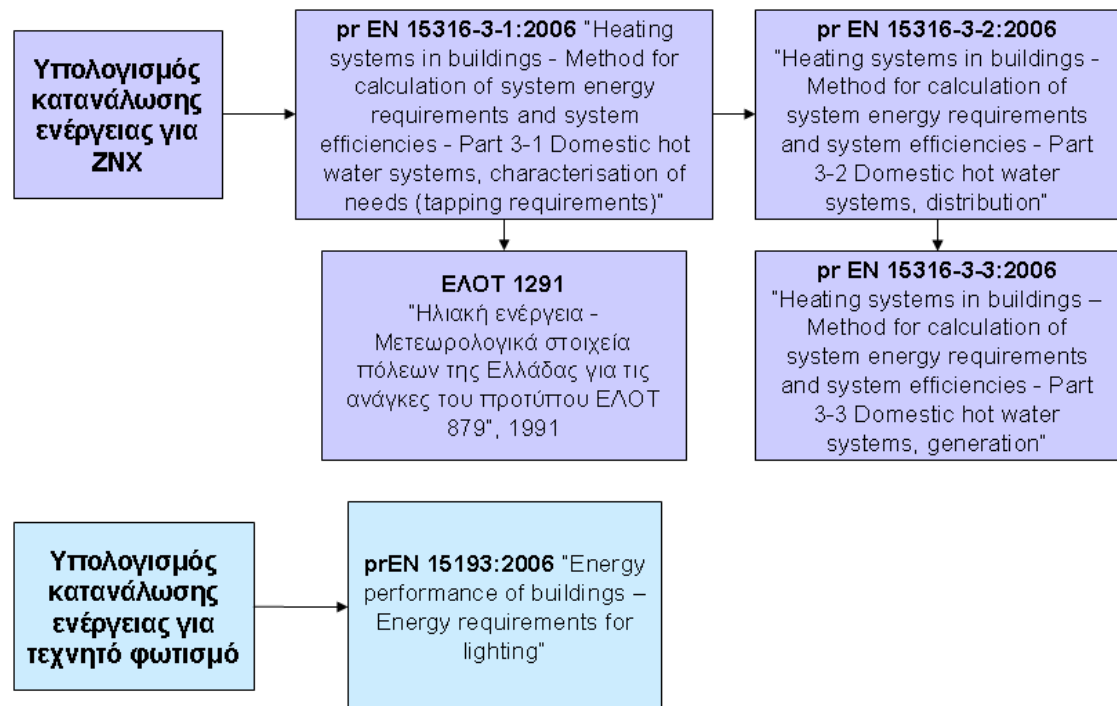 Υπολογισμός
κατανάλωσης
ενέργειας για
ΖΝΧ
pr EN 15316-3-1:2006 "Heating
systems in buildings - Method for
calculation of system energy
requirements and system
efficiencies - Part 3-1 Domestic hot
water systems, characterisation of
needs (tapping requirements)"
pr EN 15316-3-2:2006
"Heating systems in buildings -
Method for calculation of
system energy requirements
and system efficiencies - Part
3-2 Domestic hot water
systems, distribution"
ΕΛΟΤ 1291
"Ηλιακή ενέργεια -
Μετεωρολογικά στοιχεία
πόλεων της Ελλάδας για τις
ανάγκες του προτύπου ΕΛΟΤ
879", 1991
pr EN 15316-3-3:2006
"Heating systems in buildings –
Method for calculation of
system energy requirements
and system efficiencies - Part
3-3 Domestic hot water
systems, generation"
Υπολογισμός
κατανάλωσης
ενέργειας για
τεχνητό φωτισμό
prEN 15193:2006 "Energy
performance of buildings –
Energy requirements for
lighting"